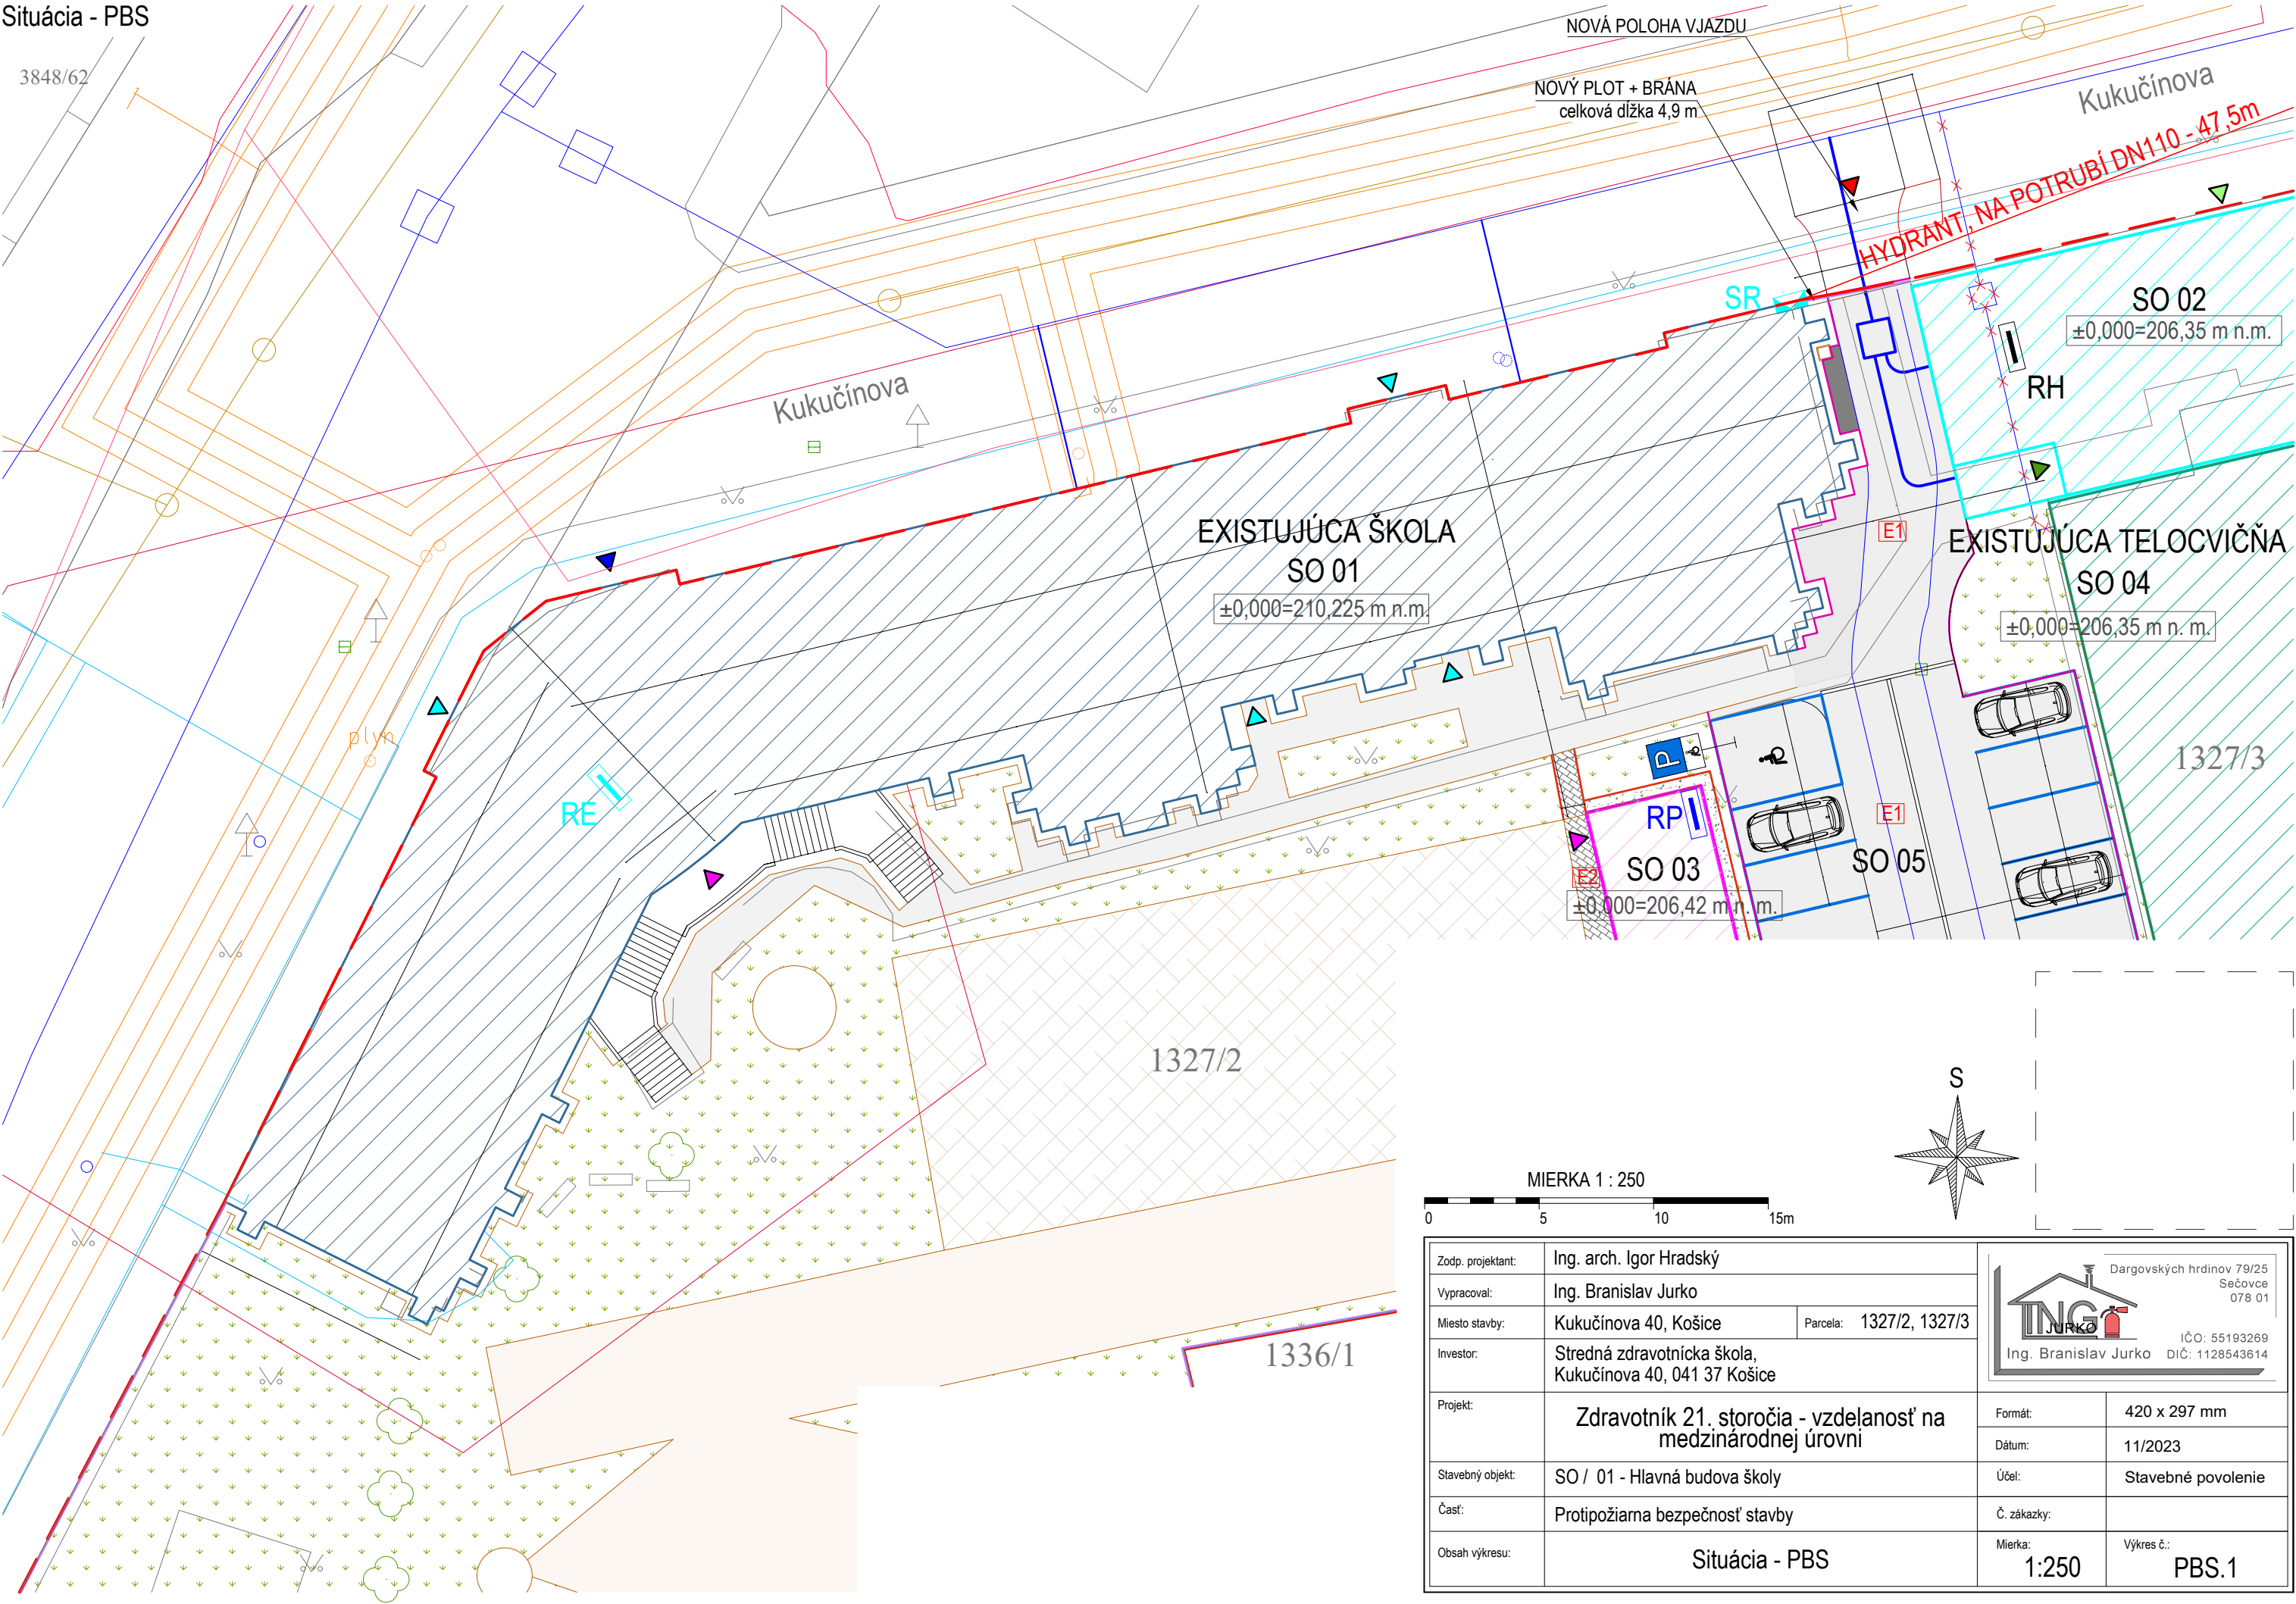 Situácia - PBS
3848/62
NOVÁ POLOHA VJAZDU
NOVÝ PLOT + BRÁNA
celková dĺžka 4,9 m
Kukučínova
HYDRANT, NA POTRUBÍ DN110 - 47,5m
SR
SO 02
±0,000=206,35 m n.m.
RH
Kukučínova
EXISTUJÚCA ŠKOLA
SO 01
±0,000=210,225 m n.m.
E1
EXISTUJÚCA TELOCVIČŇA
SO 04
±0,000=206,35 m n. m.
plyn
RE
P
1327/3
RP
E1
SO 03
SO 05
E2
±0,000=206,42 m n. m.
1327/2
S
MIERKA 1 : 250
0 5 10 15m
1336/1
Zodp. projektant: Ing. arch. Igor Hradský
Vypracoval: Ing. Branislav Jurko
Miesto stavby: Kukučínova 40, Košice Parcela: 1327/2, 1327/3
Investor: Stredná zdravotnícka škola,
Kukučínova 40, 041 37 Košice
Dargovských hrdinov 79/25
Sečovce
078 01
ING
JURKO
IČO: 55193269
Ing. Branislav Jurko DIČ: 1128543614
Projekt: Zdravotník 21. storočia - vzdelanosť na
medzinárodnej úrovni
Formát: 420 x 297 mm
Dátum: 11/2023
Stavebný objekt: SO / 01 - Hlavná budova školy
Účel: Stavebné povolenie
Časť: Protipožiarna bezpečnosť stavby
Č. zákazky:
Obsah výkresu: Situácia - PBS
Mierka: 1:250
Výkres č.: PBS.1